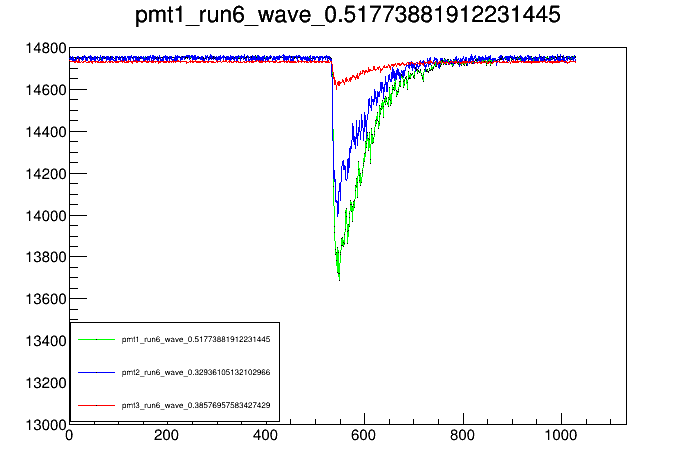 pmt1_run6_wave_0.51773881912231445
14800
14600
14400
14200
14000
13800
13600
13400
13200
13000
pmt1_run6_wave_0.51773881912231445
pmt2_run6_wave_0.32936105132102966
pmt3_run6_wave_0.38576957583427429
0 200 400 600 800 1000